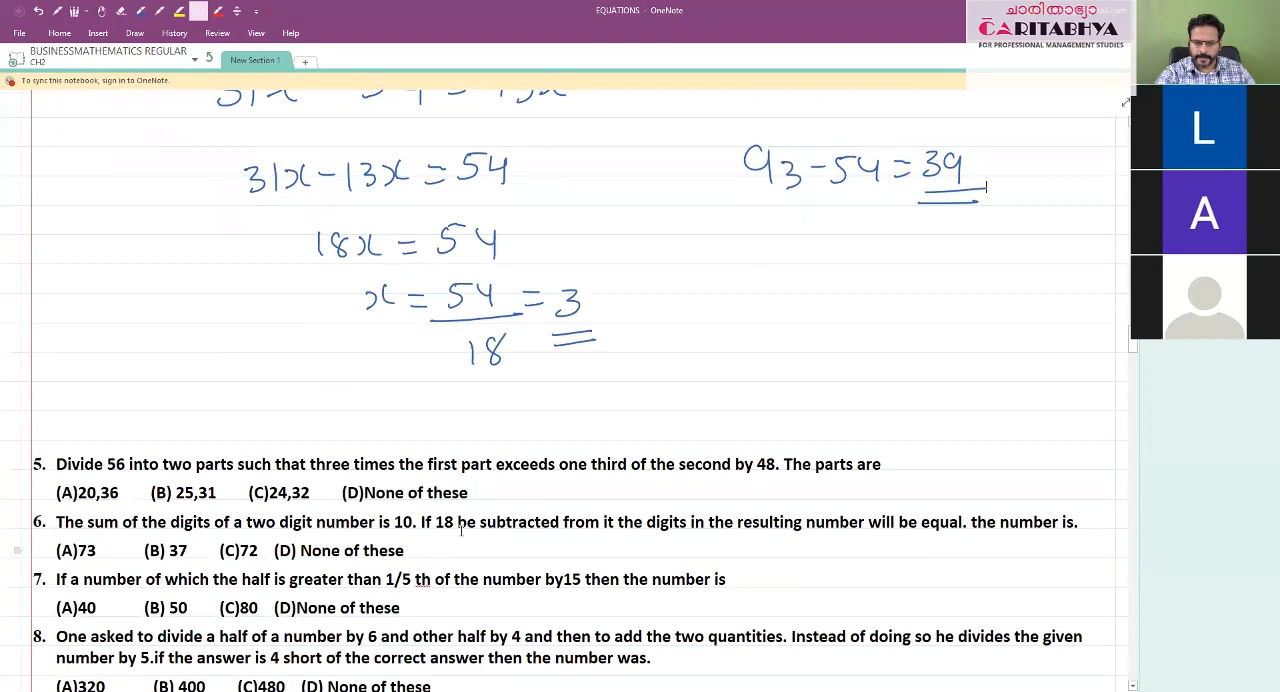 EQUATIONS - OneNote
ചാരിതാഭ്യാ
CARITABHYA
FOR PROFESSIONAL MANAGEMENT STUDIES
File Home Insert Draw History Review View Help
BUSINESSMATHEMATICS REGULAR
CH2
New Section 1
To sync this notebook, sign in to OneNote.
31x - 13x = 54
93 - 54 = 39
18x = 54
x = 54/18 = 3
5. Divide 56 into two parts such that three times the first part exceeds one third of the second by 48. The parts are
(A)20,36 (B) 25,31 (C)24,32 (D)None of these
6. The sum of the digits of a two digit number is 10. If 18 be subtracted from it the digits in the resulting number will be equal. the number is.
(A)73 (B) 37 (C)72 (D) None of these
7. If a number of which the half is greater than 1/5 th of the number by15 then the number is
(A)40 (B) 50 (C)80 (D)None of these
8. One asked to divide a half of a number by 6 and other half by 4 and then to add the two quantities. Instead of doing so he divides the given
number by 5.if the answer is 4 short of the correct answer then the number was.
(A)320 (B) 400 (C)480 (D) None of these
L
A